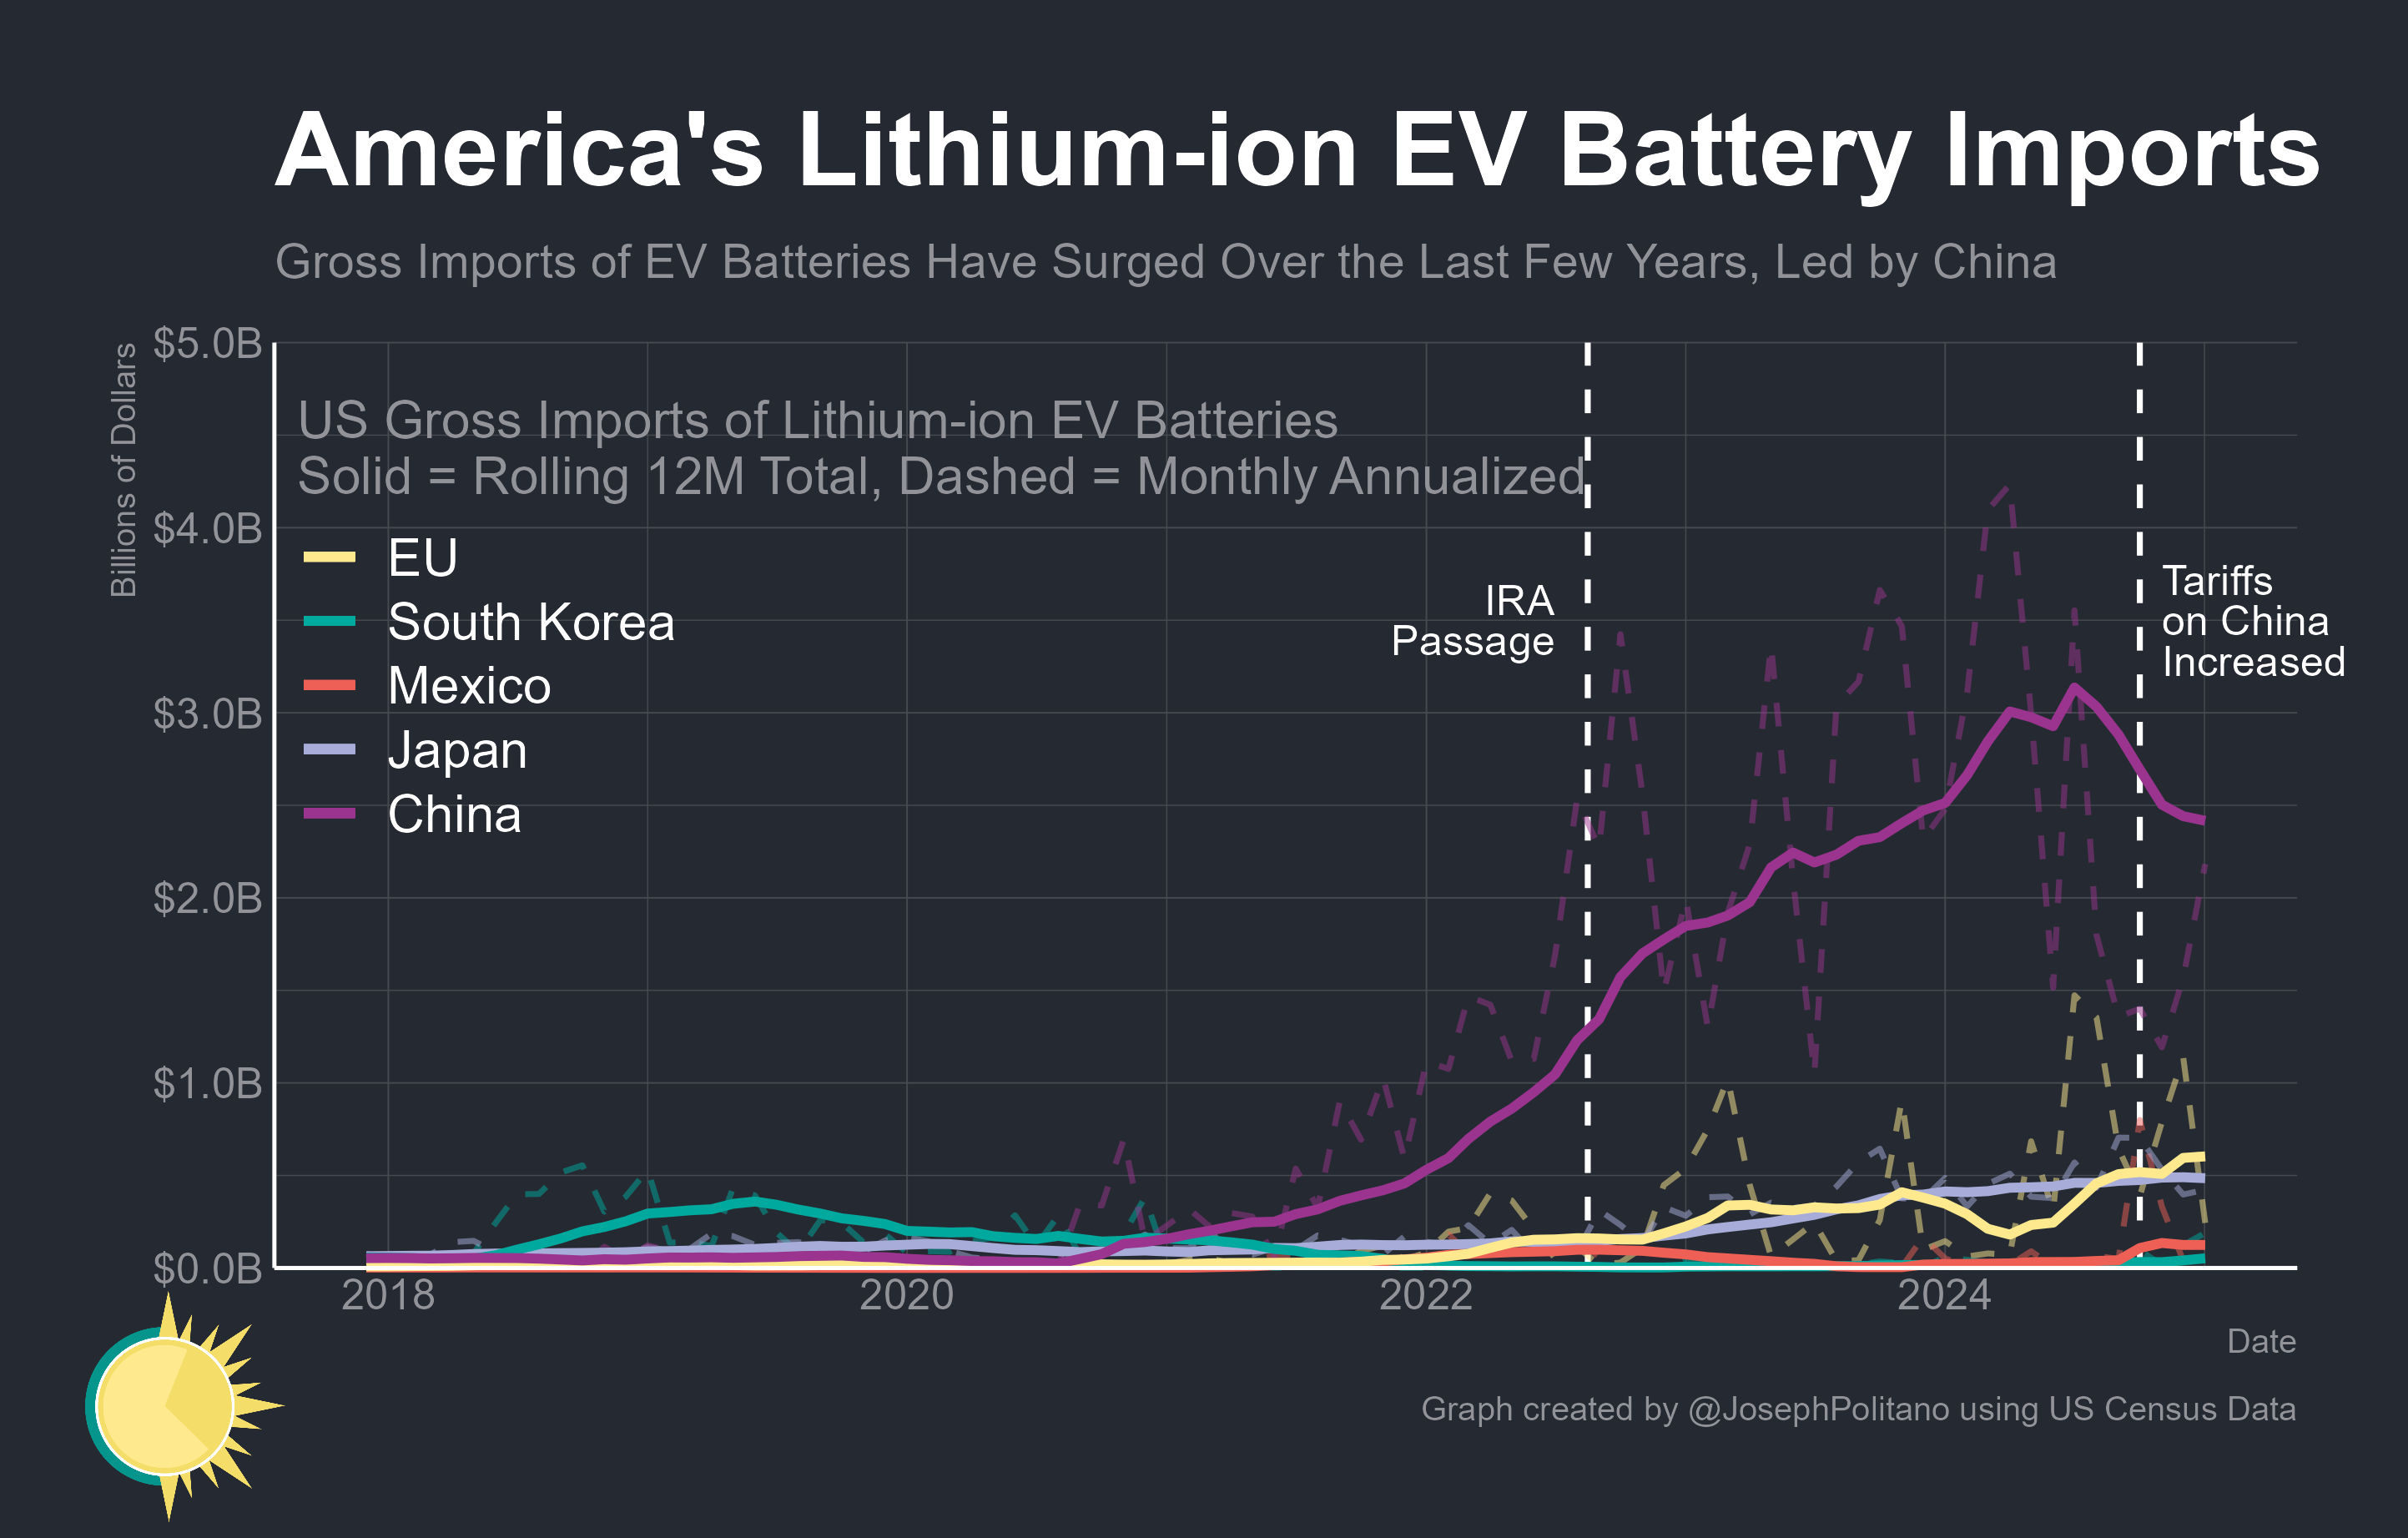 America's Lithium-ion EV Battery Imports
Gross Imports of EV Batteries Have Surged Over the Last Few Years, Led by China
Billions of Dollars
$5.0B
$4.0B
$3.0B
$2.0B
$1.0B
$0.0B
US Gross Imports of Lithium-ion EV Batteries
Solid = Rolling 12M Total, Dashed = Monthly Annualized
EU
South Korea
Mexico
Japan
China
IRA
Passage
Tariffs
on China
Increased
2018
2020
2022
2024
Date
Graph created by @JosephPolitano using US Census Data